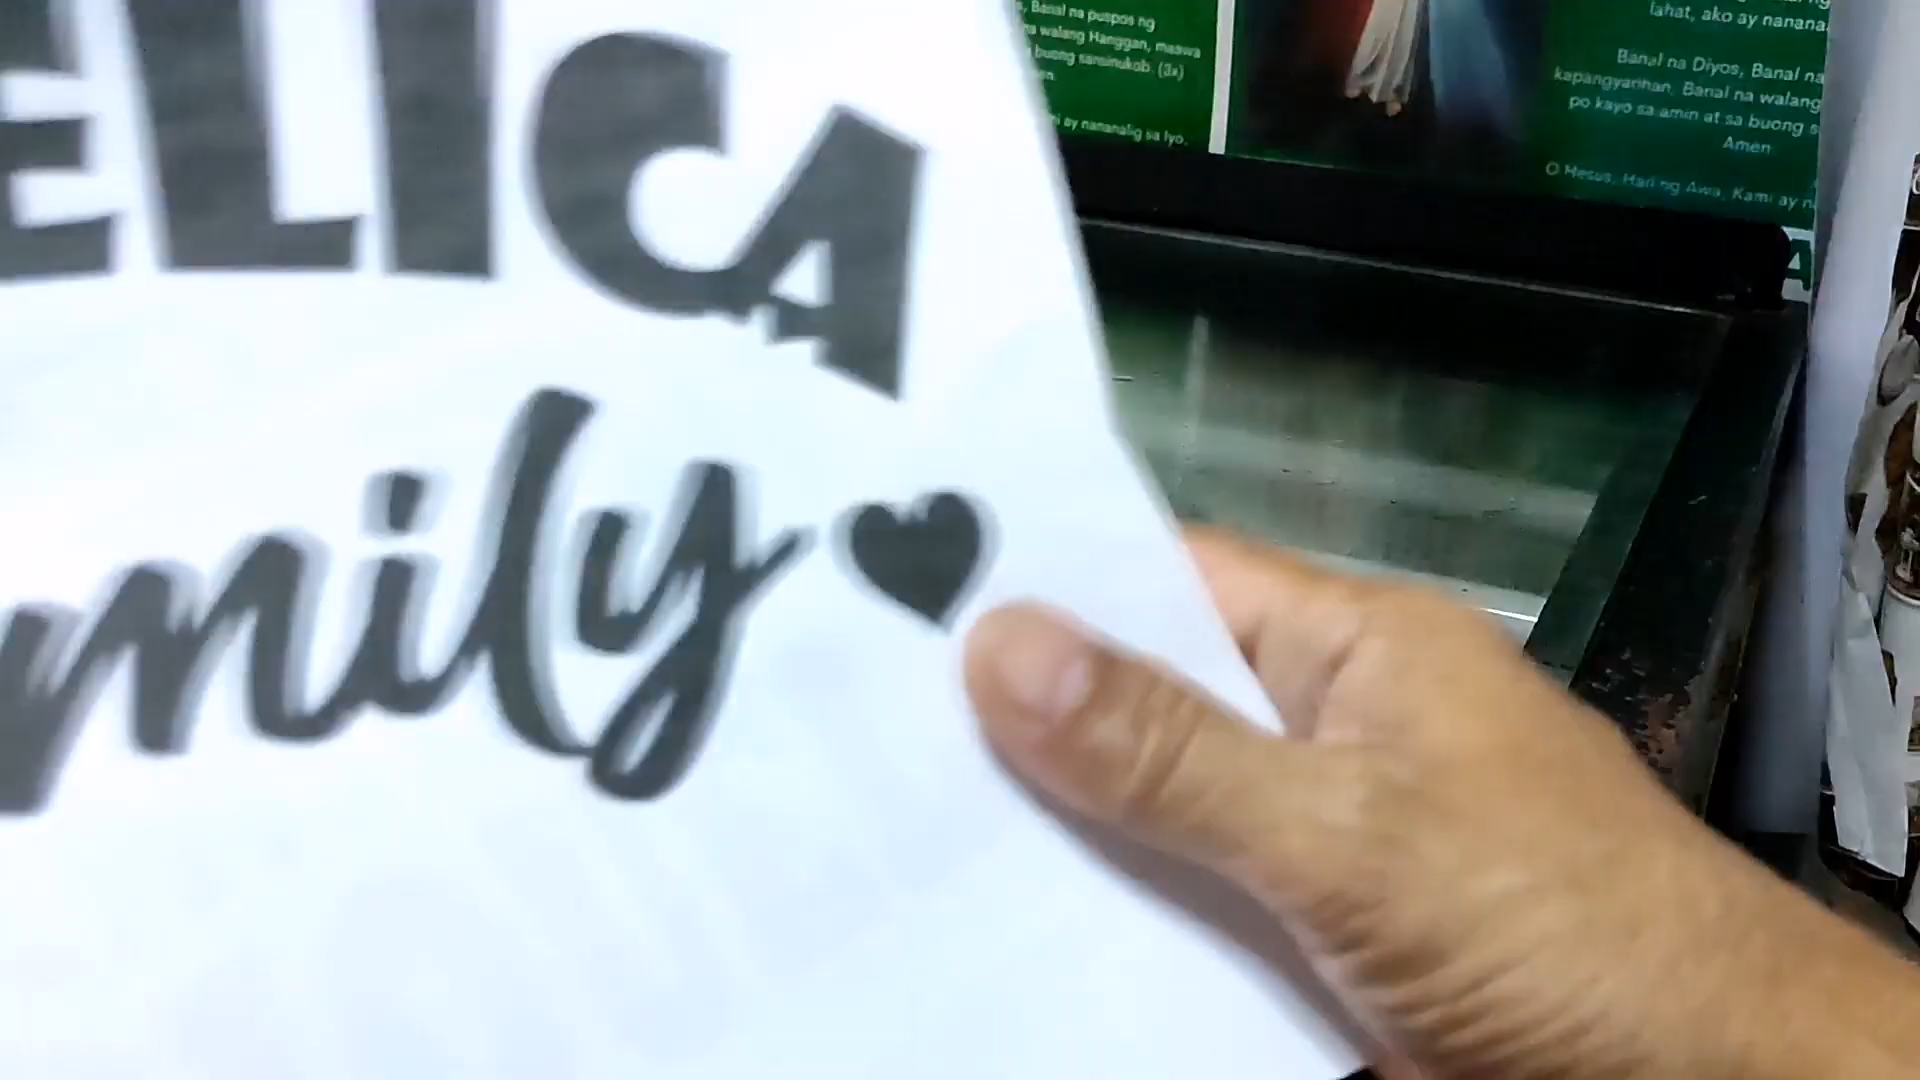 ELICA
mily
Banal na puspos ng
walang Hanggan, maawa
buong sansinukob. (3x)
ay nananalig sa Iyo.
lahat, ako ay nanana
Banal na Diyos, Banal na
kapangyarihan, Banal na walang
po kayo sa amin at sa buong s
Amen
O Hesus, Hari ng Awa, Kami ay n
A